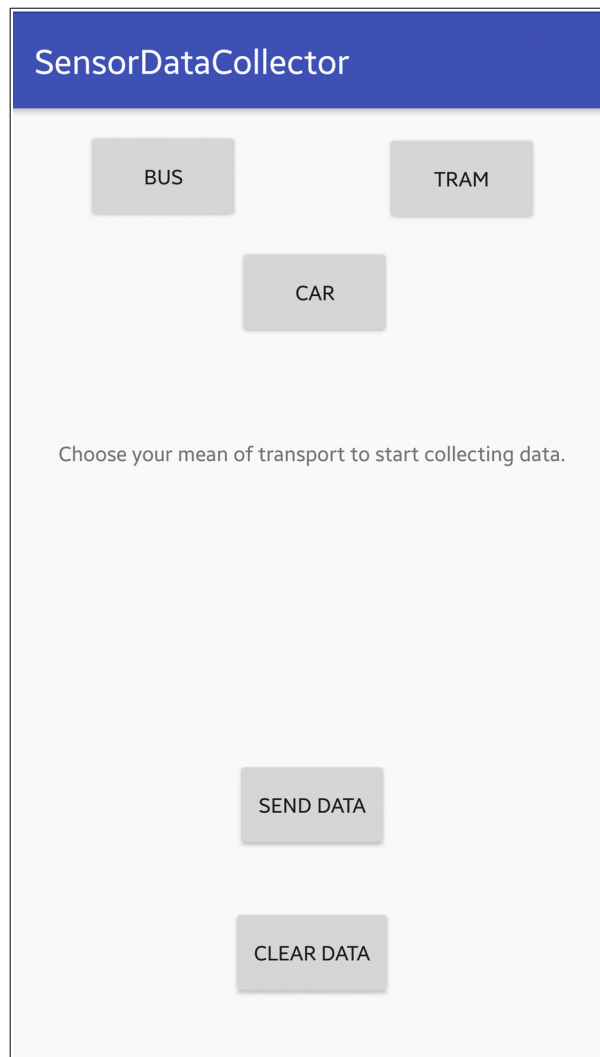 SensorDataCollector
BUS
TRAM
CAR
Choose your mean of transport to start collecting data.
SEND DATA
CLEAR DATA